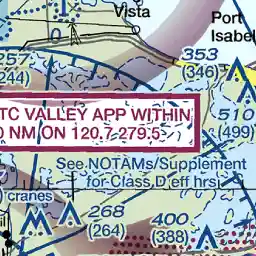 Vista
Port
Isabel
257
(244)
353
(346)
TC VALLEY APP WITHIN
NM ON 120.7 279.5
510
(499)
See NOTAMs/Supplement
for Class D eff hrs
cranes
268
(264)
400
(388)